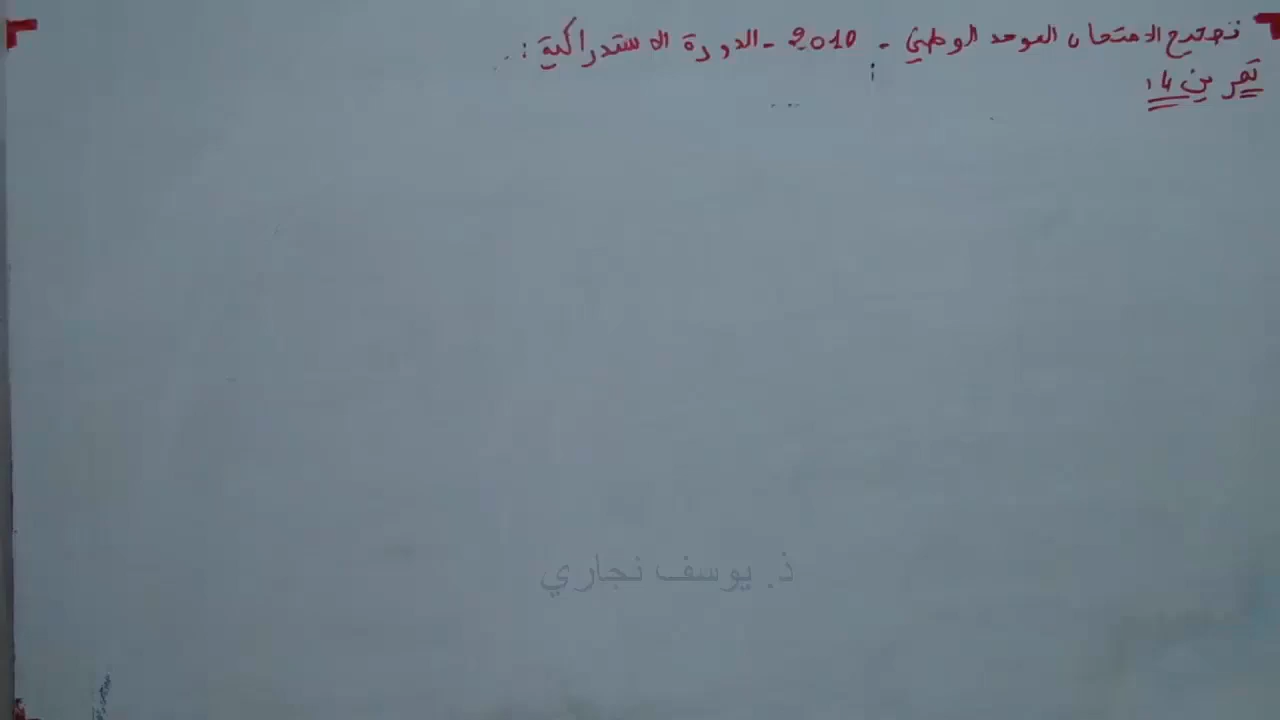 تصحيح الامتحان الموحد الوطني - 2010 - الدورة الاستدراكية :
تمرين 4 :
ذ. يوسف نجاري